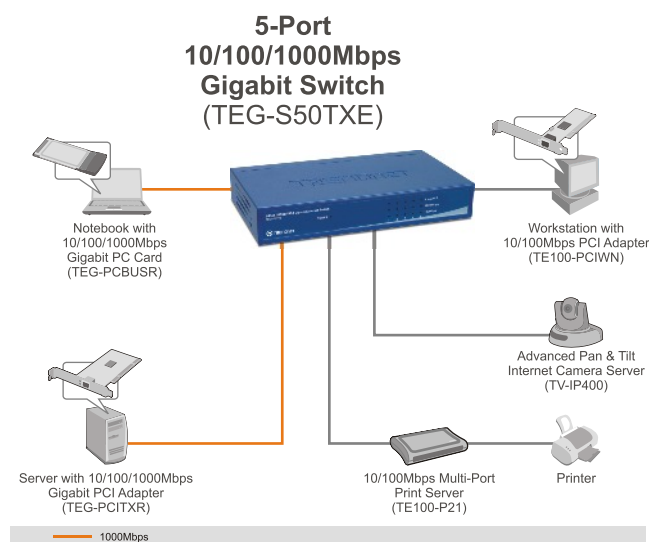 5-Port
10/100/1000Mbps
Gigabit Switch
(TEG-S50TXE)
TRENDNET
Notebook with
10/100/1000Mbps
Gigabit PC Card
(TEG-PCBUSR)
Workstation with
10/100Mbps PCI Adapter
(TE100-PCIWN)
Advanced Pan & Tilt
Internet Camera Server
(TV-IP400)
Server with 10/100/1000Mbps
Gigabit PCI Adapter
(TEG-PCITXR)
10/100Mbps Multi-Port
Print Server
(TE100-P21)
Printer
1000Mbps